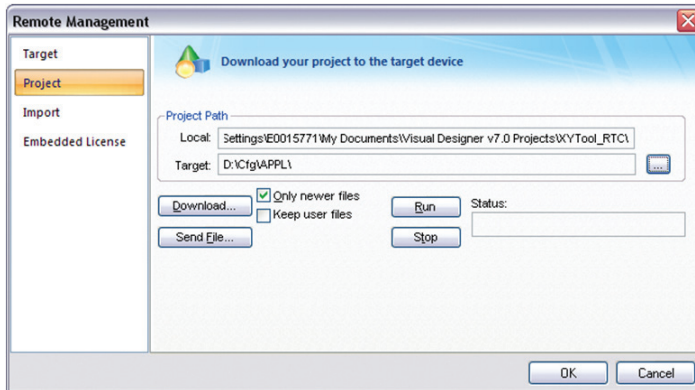 Remote Management
Target
Project
Import
Embedded License
Download your project to the target device
Project Path
Local: Settings\E0015771\My Documents\Visual Designer v7.0 Projects\XYTool_RTC\
Target: D:\Cfg\APPL\
...
Download...
Only newer files
Keep user files
Send File...
Run
Stop
Status:
OK
Cancel